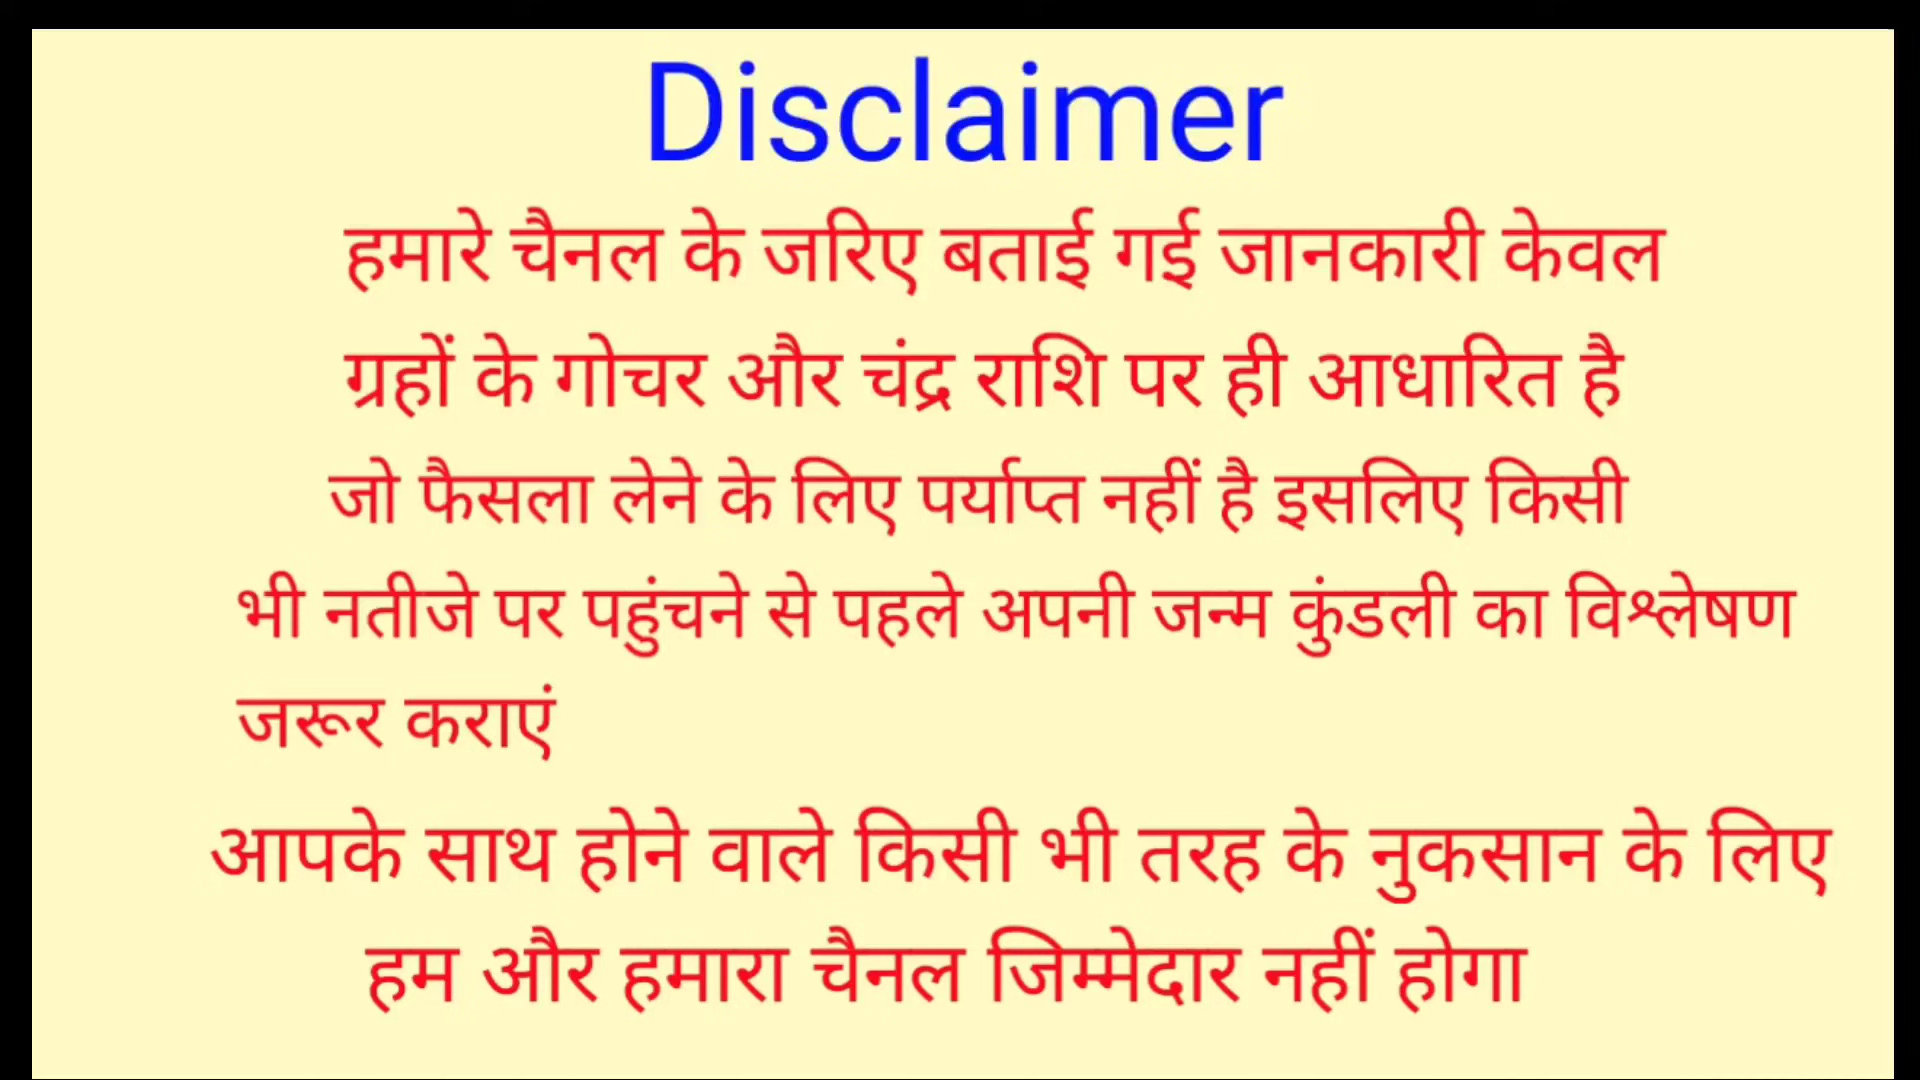 Disclaimer
हमारे चैनल के जरिए बताई गई जानकारी केवल
ग्रहों के गोचर और चंद्र राशि पर ही आधारित है
जो फैसला लेने के लिए पर्याप्त नहीं है इसलिए किसी
भी नतीजे पर पहुंचने से पहले अपनी जन्म कुंडली का विश्लेषण
जरूर कराएं
आपके साथ होने वाले किसी भी तरह के नुकसान के लिए
हम और हमारा चैनल जिम्मेदार नहीं होगा